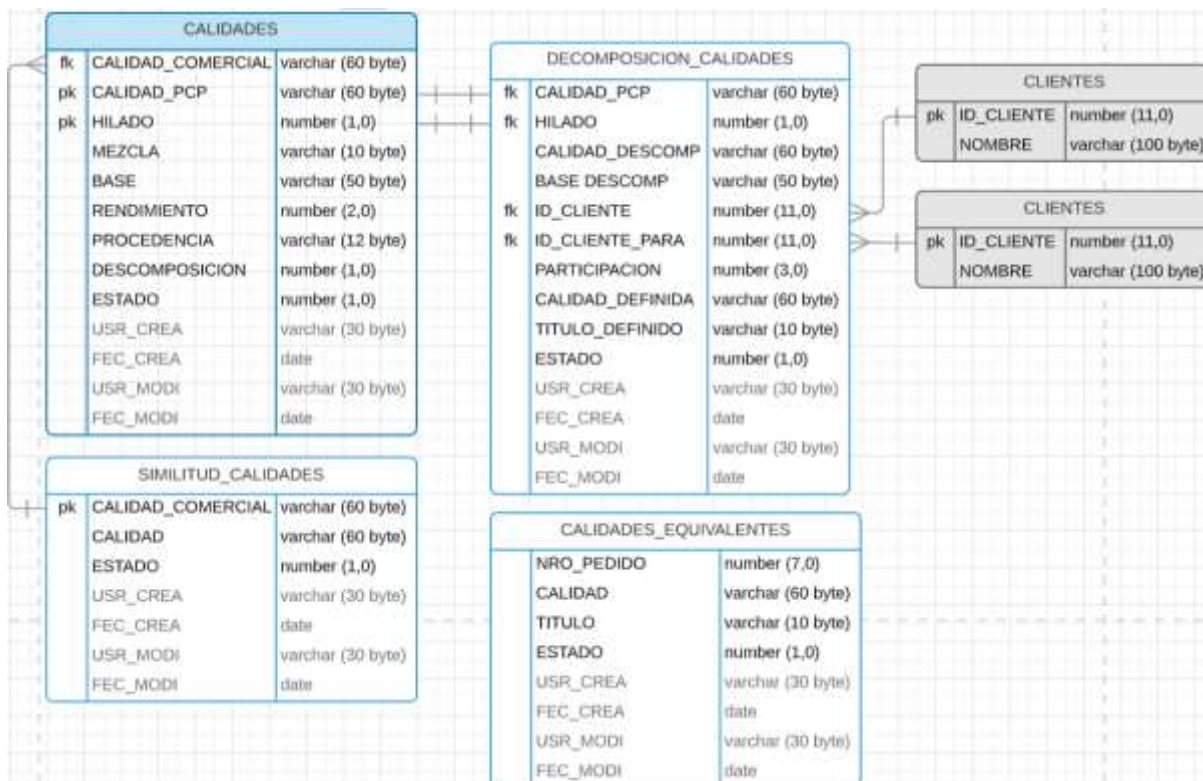 CALIDADES
fk CALIDAD_COMERCIAL varchar (60 byte)
pk CALIDAD_PCP varchar (60 byte)
pk HILADO number (1,0)
MEZCLA varchar (10 byte)
BASE varchar (50 byte)
RENDIMIENTO number (2,0)
PROCEDENCIA varchar (12 byte)
DESCOMPOSICION number (1,0)
ESTADO number (1,0)
USR_CREA varchar (30 byte)
FEC_CREA date
USR_MODI varchar (30 byte)
FEC_MODI date
SIMILITUD_CALIDADES
pk CALIDAD_COMERCIAL varchar (60 byte)
CALIDAD varchar (60 byte)
ESTADO number (1,0)
USR_CREA varchar (30 byte)
FEC_CREA date
USR_MODI varchar (30 byte)
FEC_MODI date
DECOMPOSICION_CALIDADES
fk CALIDAD_PCP varchar (60 byte)
fk HILADO number (1,0)
CALIDAD_DESCOMP varchar (60 byte)
BASE DESCOMP varchar (50 byte)
fk ID_CLIENTE number (11,0)
fk ID_CLIENTE_PARA number (11,0)
PARTICIPACION number (3,0)
CALIDAD_DEFINIDA varchar (60 byte)
TITULO_DEFINIDO varchar (10 byte)
ESTADO number (1,0)
USR_CREA varchar (30 byte)
FEC_CREA date
USR_MODI varchar (30 byte)
FEC_MODI date
CALIDADES_EQUIVALENTES
NRO_PEDIDO number (7,0)
CALIDAD varchar (60 byte)
TITULO varchar (10 byte)
ESTADO number (1,0)
USR_CREA varchar (30 byte)
FEC_CREA date
USR_MODI varchar (30 byte)
FEC_MODI date
CLIENTES
pk ID_CLIENTE number (11,0)
NOMBRE varchar (100 byte)
CLIENTES
pk ID_CLIENTE number (11,0)
NOMBRE varchar (100 byte)